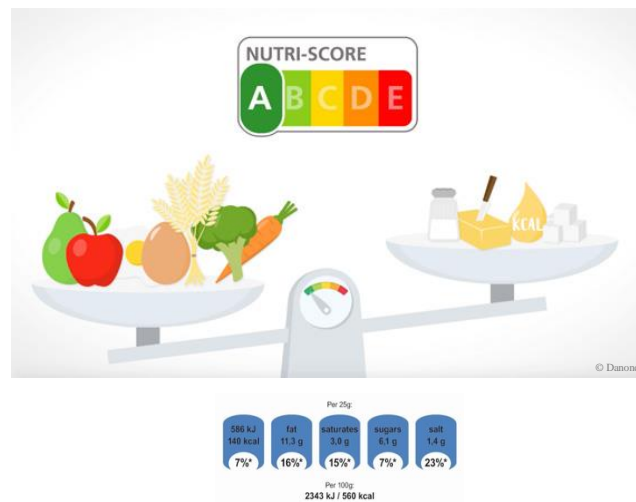 NUTRI-SCORE
A B C D E
KCAL
© Danone
Per 25g:
586 kJ
140 kcal
7%*
fat
11,3 g
16%*
saturates
3,0 g
15%*
sugars
6,1 g
7%*
salt
1,4 g
23%*
Per 100g:
2343 kJ / 560 kcal